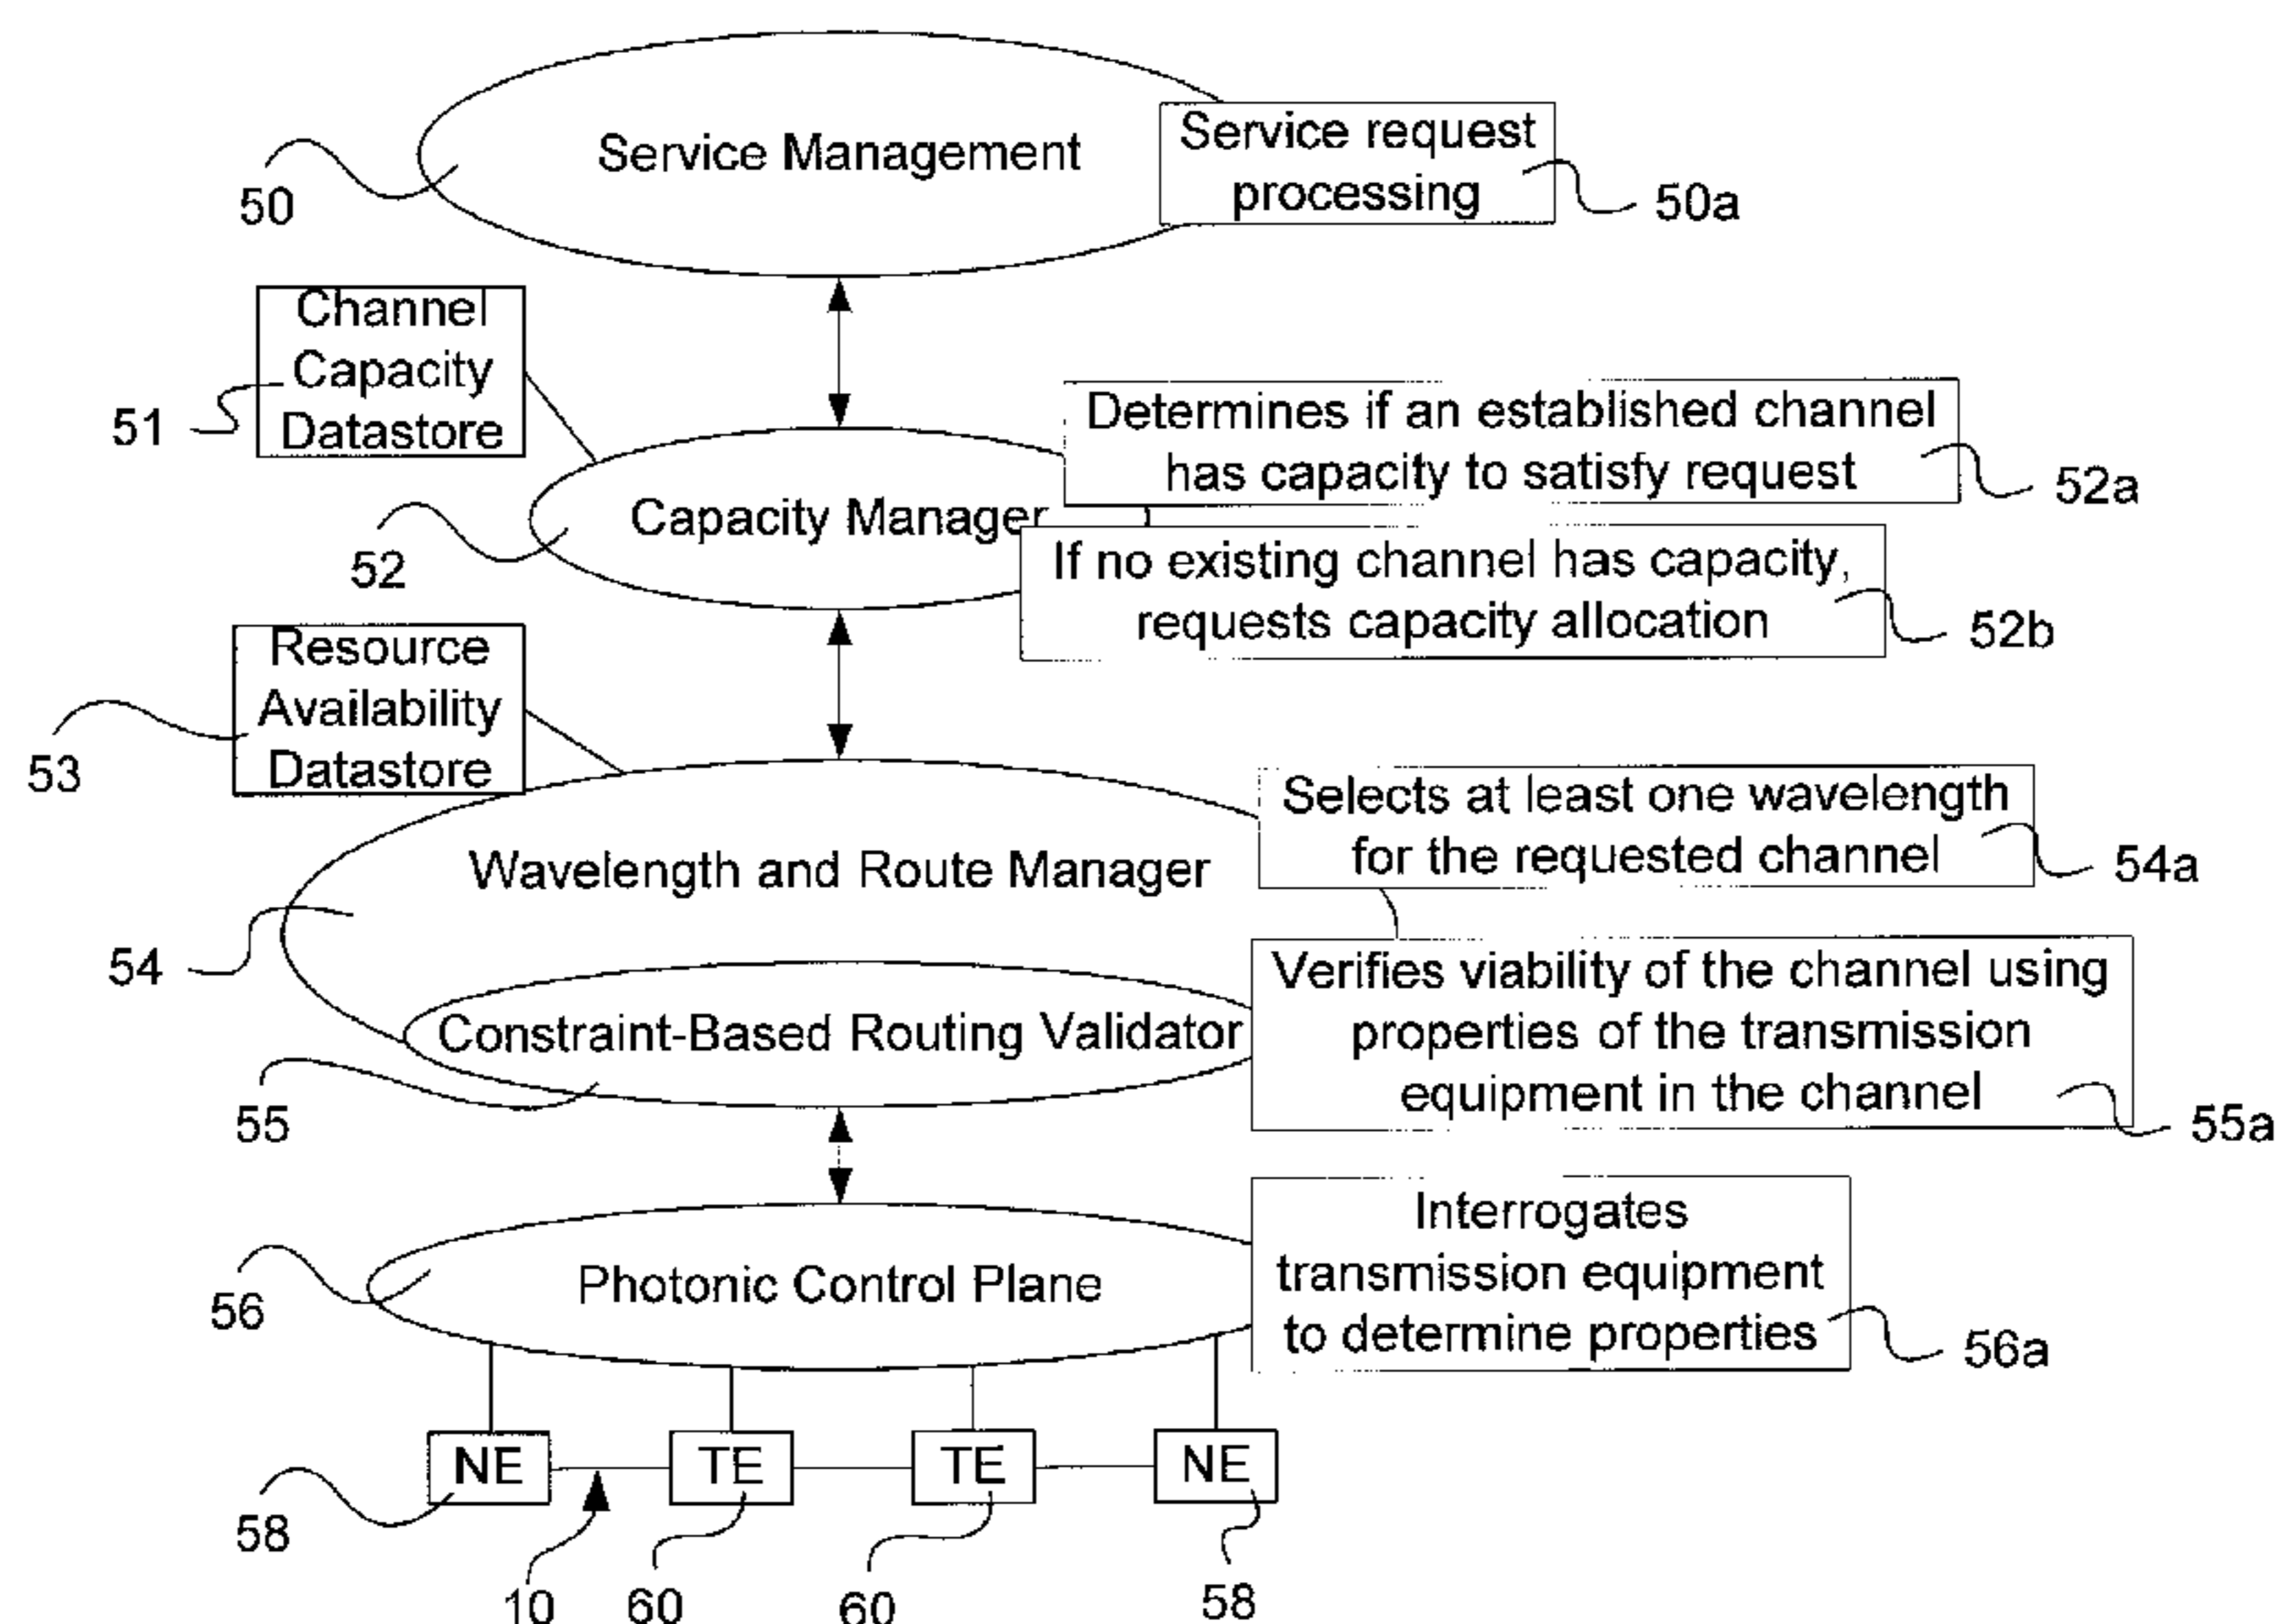 Service Management
Service request
processing
50
50a
Channel
Capacity
Datastore
51
Determines if an established channel
has capacity to satisfy request
52a
Capacity Manager
52
If no existing channel has capacity,
requests capacity allocation
52b
Resource
Availability
Datastore
53
Selects at least one wavelength
for the requested channel
54a
Wavelength and Route Manager
54
Verifies viability of the channel using
properties of the transmission
equipment in the channel
55a
Constraint-Based Routing Validator
55
Interrogates
transmission equipment
to determine properties
56a
Photonic Control Plane
56
NE
TE
TE
NE
58
10
60
60
58